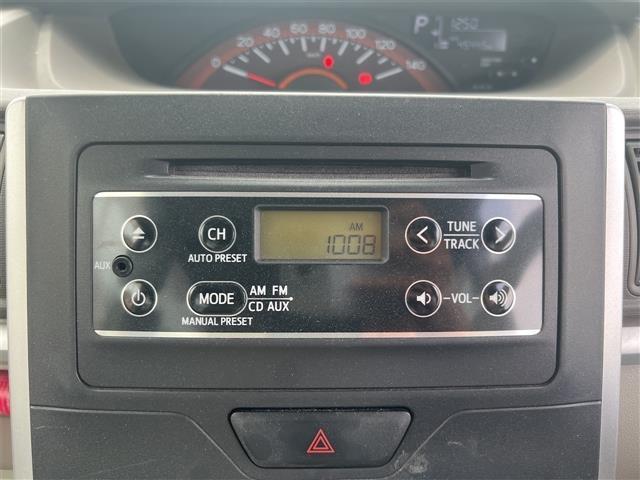 0 20 40 60 80 100 120 140
P 1250
AM
1008
CH
AUTO PRESET
TUNE
TRACK
AUX
MODE
AM FM
CD AUX
MANUAL PRESET
-VOL-